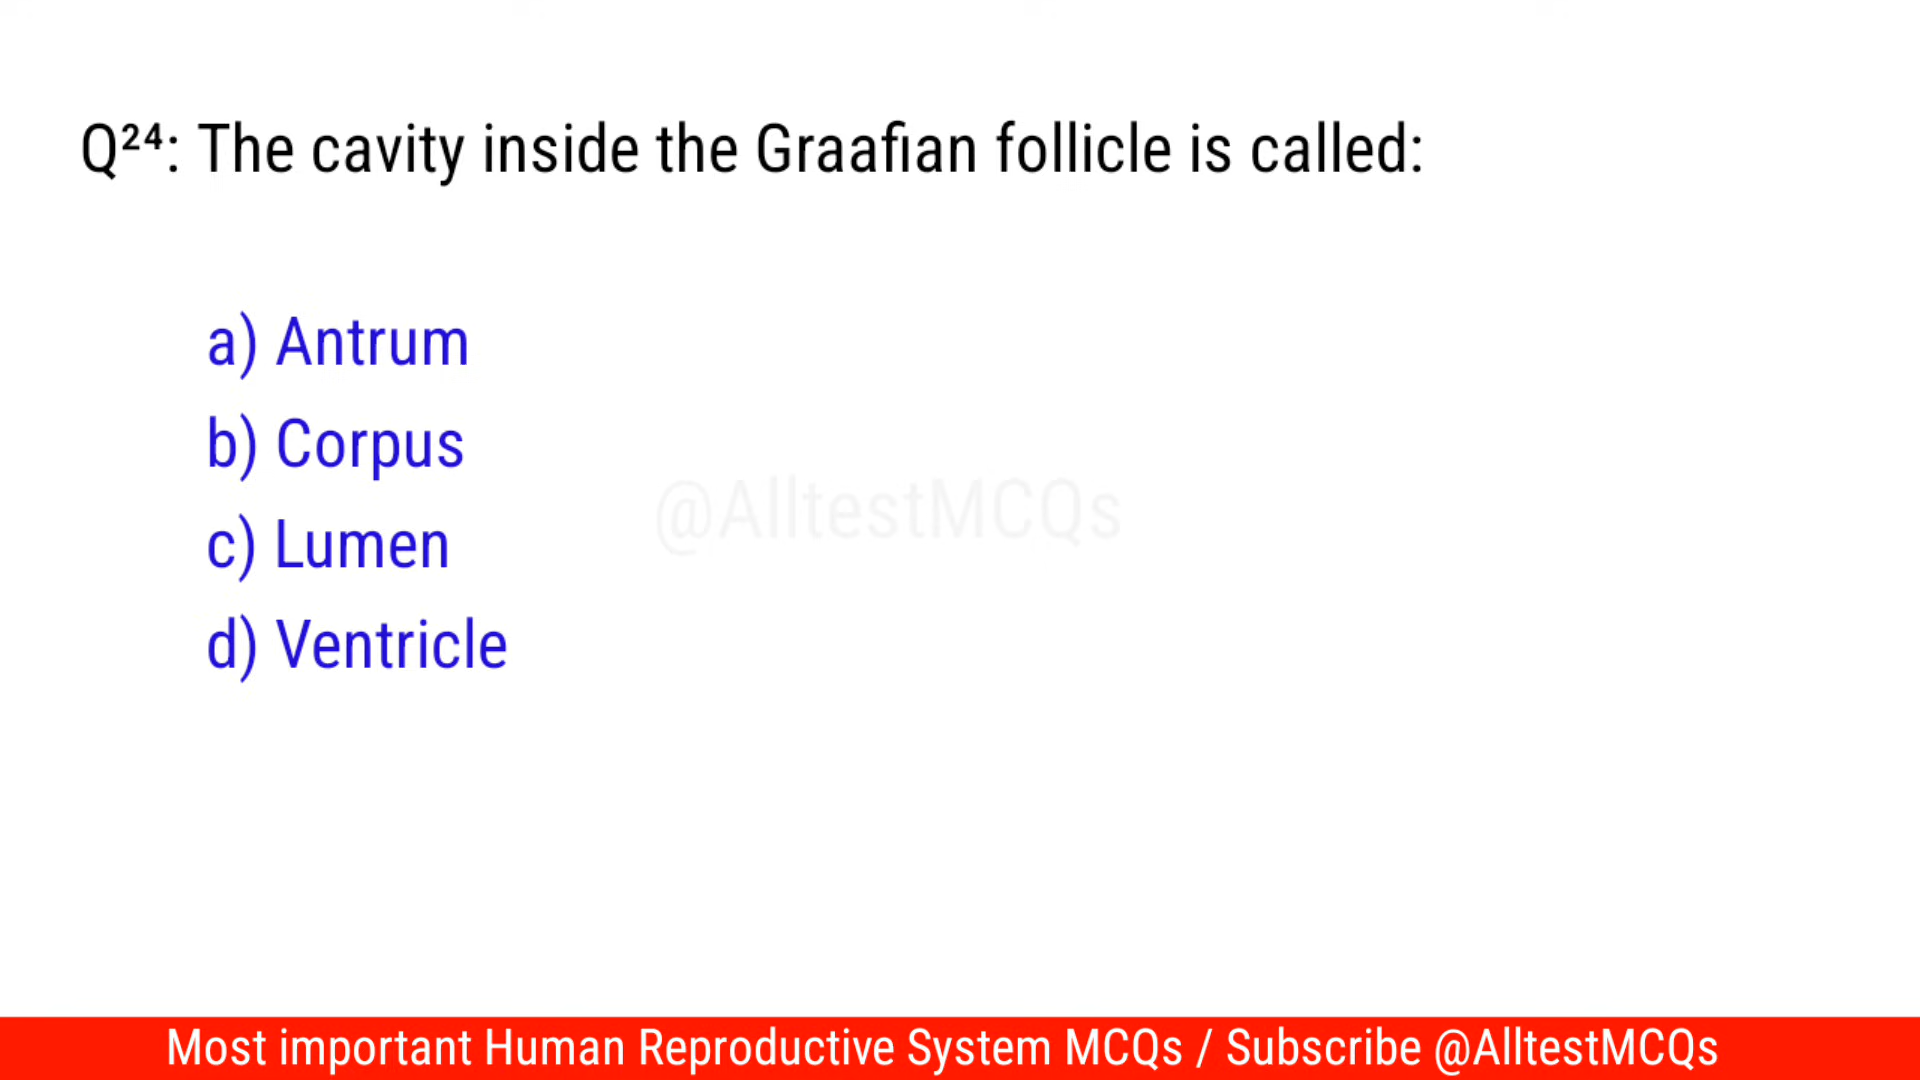 Q²⁴: The cavity inside the Graafian follicle is called:
a) Antrum
b) Corpus
@AlltestMCQs
c) Lumen
d) Ventricle
Most important Human Reproductive System MCQs / Subscribe @AlltestMCQs